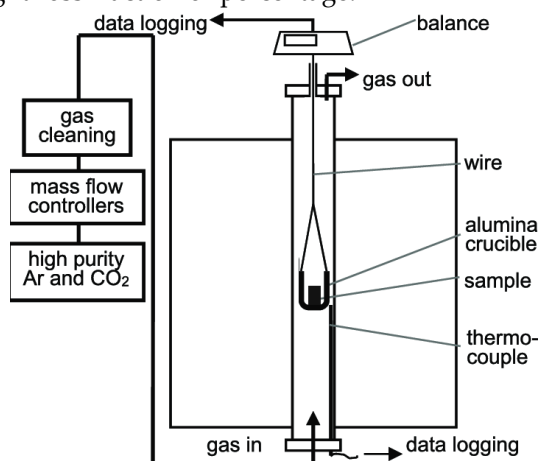 data logging
balance
gas out
gas
cleaning
mass flow
controllers
high purity
Ar and CO₂
wire
alumina
crucible
sample
thermo-
couple
gas in
data logging